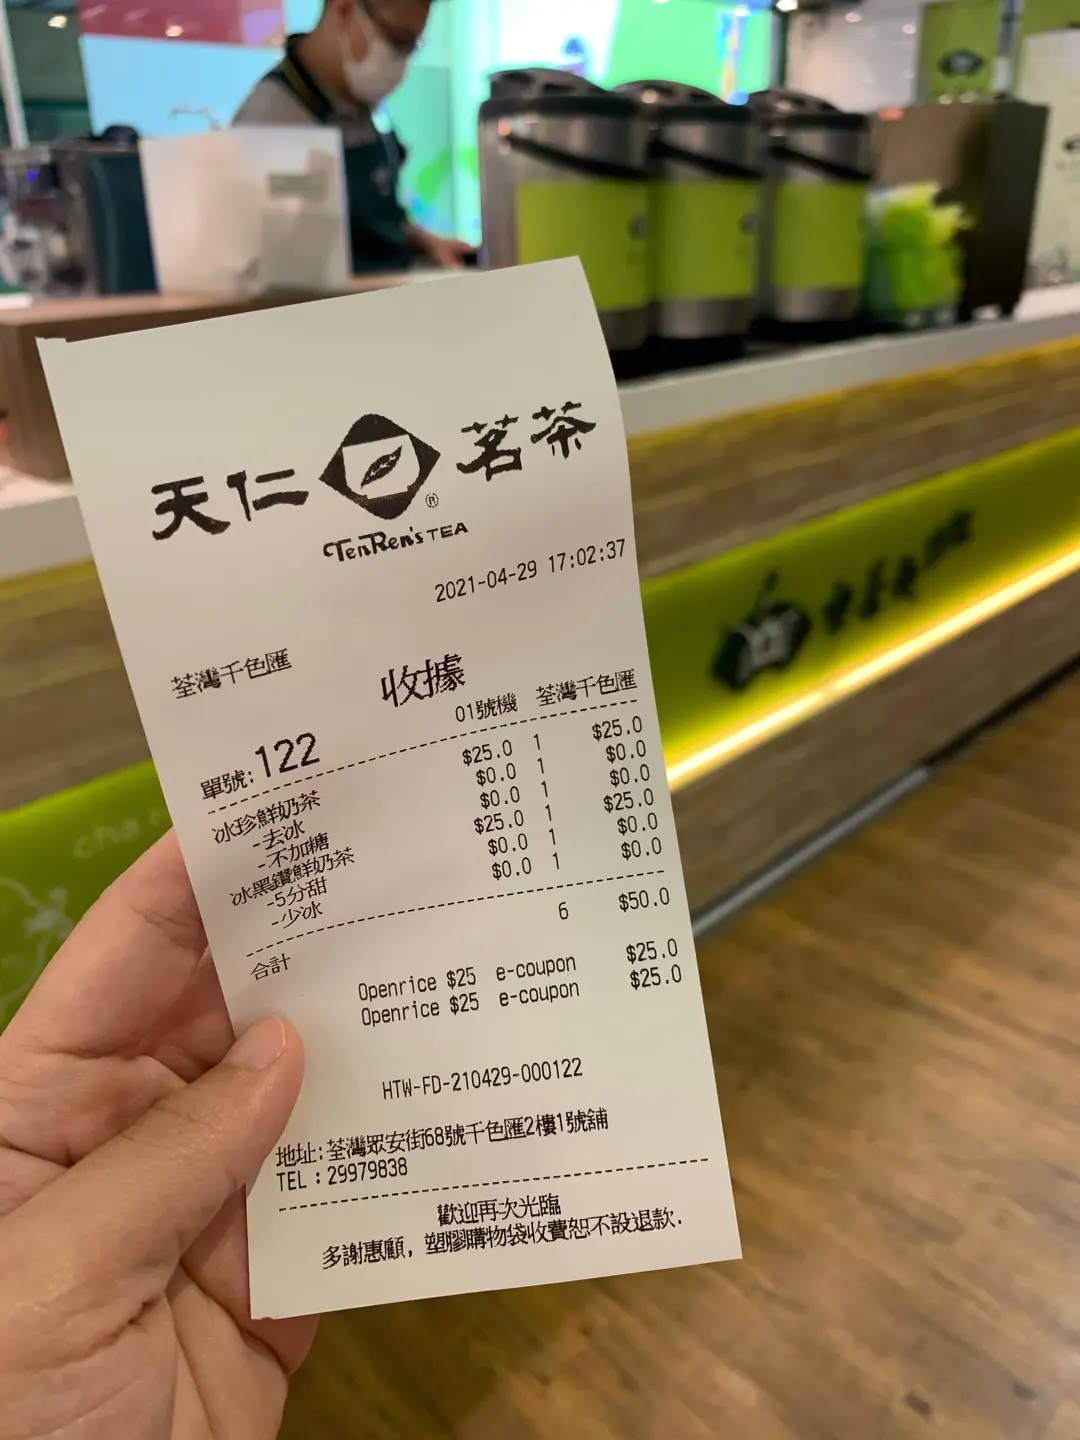 天仁 茗茶
TenRen's TEA
2021-04-29 17:02:37
荃灣千色匯
收據
單號:122 01號機 荃灣千色匯
冰珍鮮奶茶 $25.0 1 $25.0
-去冰 $0.0 1 $0.0
-不加糖 $0.0 1 $0.0
冰黑鑽鮮奶茶 $25.0 1 $25.0
-5分甜 $0.0 1 $0.0
-少冰 $0.0 1 $0.0
合計 6 $50.0
Openrice $25 e-coupon $25.0
Openrice $25 e-coupon $25.0
HTW-FD-210429-000122
地址:荃灣眾安街68號千色匯2樓1號舖
TEL:29979838
歡迎再次光臨
多謝惠顧, 塑膠購物袋收費恕不設退款.